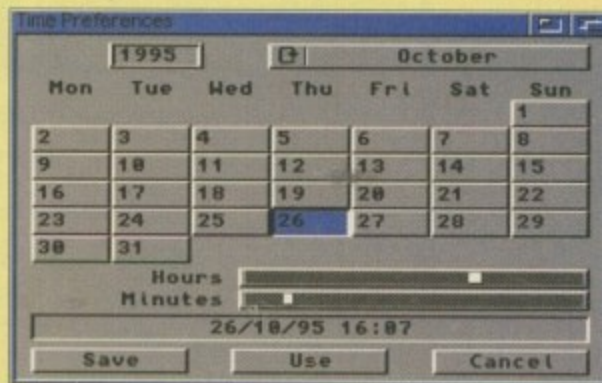 Time Preferences
1995 October
Mon Tue Wed Thu Fri Sat Sun
1
2 3 4 5 6 7 8
9 10 11 12 13 14 15
16 17 18 19 20 21 22
23 24 25 26 27 28 29
30 31
Hours
Minutes
26/10/95 16:07
Save Use Cancel